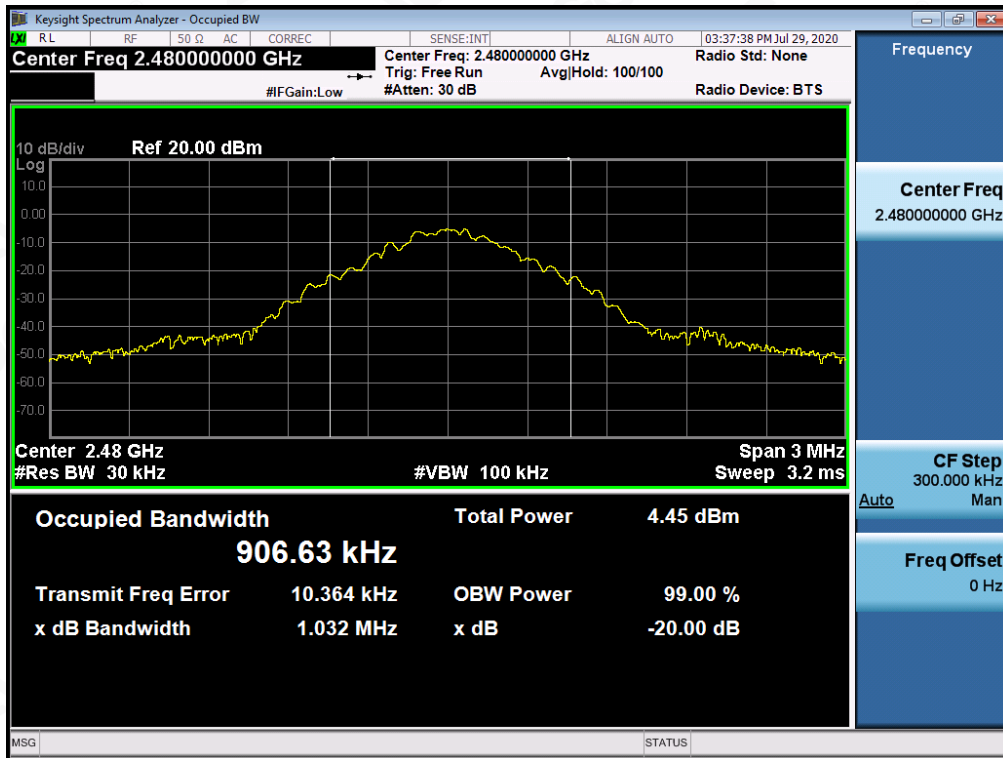 Keysight Spectrum Analyzer - Occupied BW
LXI RL RF 50 Ω AC CORREC SENSE:INT ALIGN AUTO 03:37:38 PM Jul 29, 2020
Center Freq 2.480000000 GHz
Center Freq: 2.480000000 GHz Radio Std: None
Trig: Free Run Avg|Hold: 100/100
#IFGain:Low #Atten: 30 dB Radio Device: BTS
10 dB/div Ref 20.00 dBm
Log
10.0
0.00
-10.0
-20.0
-30.0
-40.0
-50.0
-60.0
-70.0
Center 2.48 GHz Span 3 MHz
#Res BW 30 kHz #VBW 100 kHz Sweep 3.2 ms
Occupied Bandwidth Total Power 4.45 dBm
906.63 kHz
Transmit Freq Error 10.364 kHz OBW Power 99.00 %
x dB Bandwidth 1.032 MHz x dB -20.00 dB
MSG STATUS
Frequency
Center Freq
2.480000000 GHz
CF Step
300.000 kHz
Auto Man
Freq Offset
0 Hz